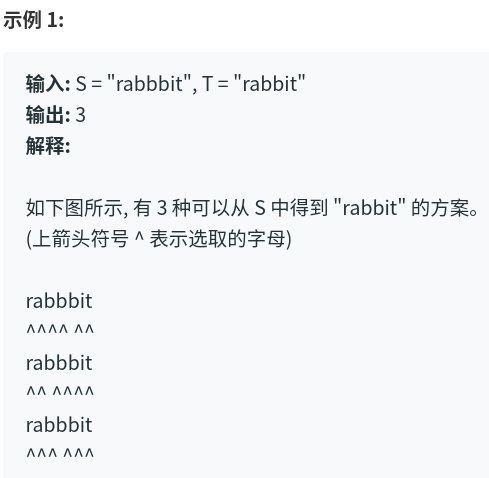 示例 1:
输入: S = "rabbbit", T = "rabbit"
输出: 3
解释:
如下图所示, 有 3 种可以从 S 中得到 "rabbit" 的方案。
(上箭头符号 ^ 表示选取的字母)
rabbbit
^^^^ ^^
rabbbit
^^ ^^^^
rabbbit
^^^ ^^^